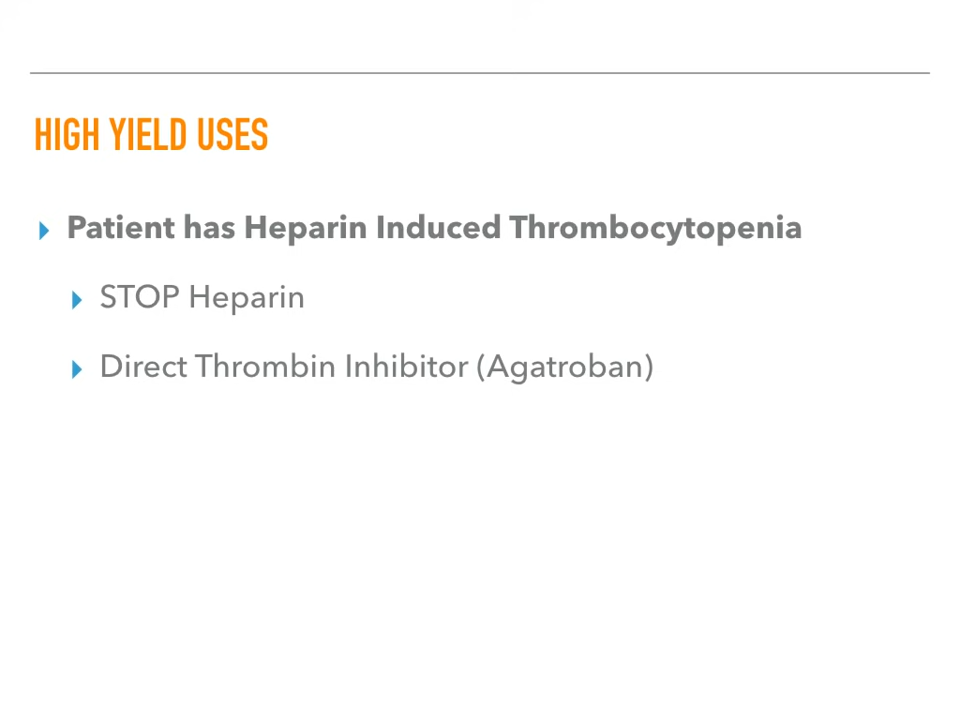 HIGH YIELD USES
Patient has Heparin Induced Thrombocytopenia
STOP Heparin
Direct Thrombin Inhibitor (Agatroban)